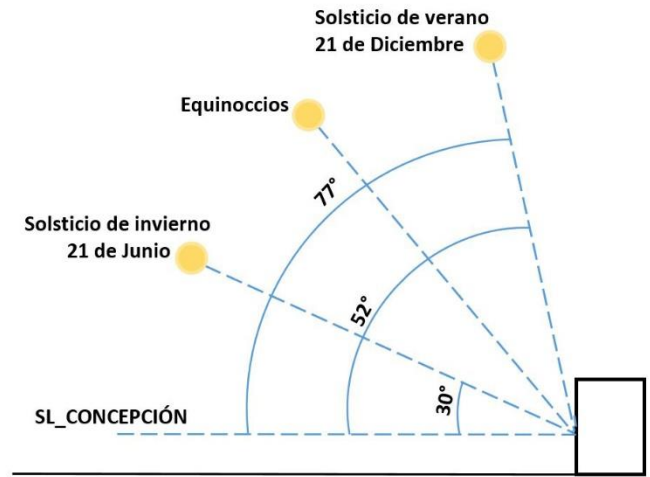 Solsticio de verano
21 de Diciembre
Equinoccios
77°
Solsticio de invierno
21 de Junio
52°
30°
SL_CONCEPCIÓN